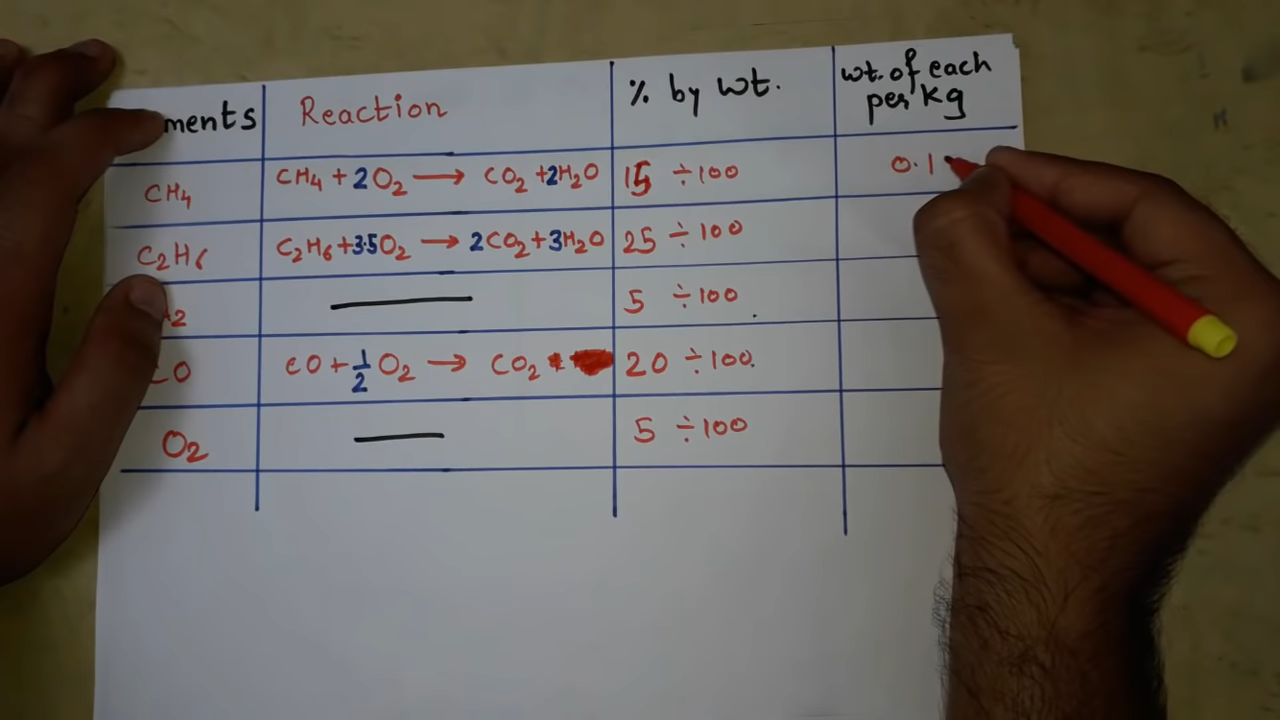 ments Reaction % by wt. wt. of each per Kg
CH4 CH4 + 2O2 → CO2 + 2H2O 15 ÷100 0.1
C2H6 C2H6 + 3.5O2 → 2CO2 + 3H2O 25 ÷100
2 5 ÷100
CO CO + 1/2 O2 → CO2 20 ÷100
O2 5 ÷100